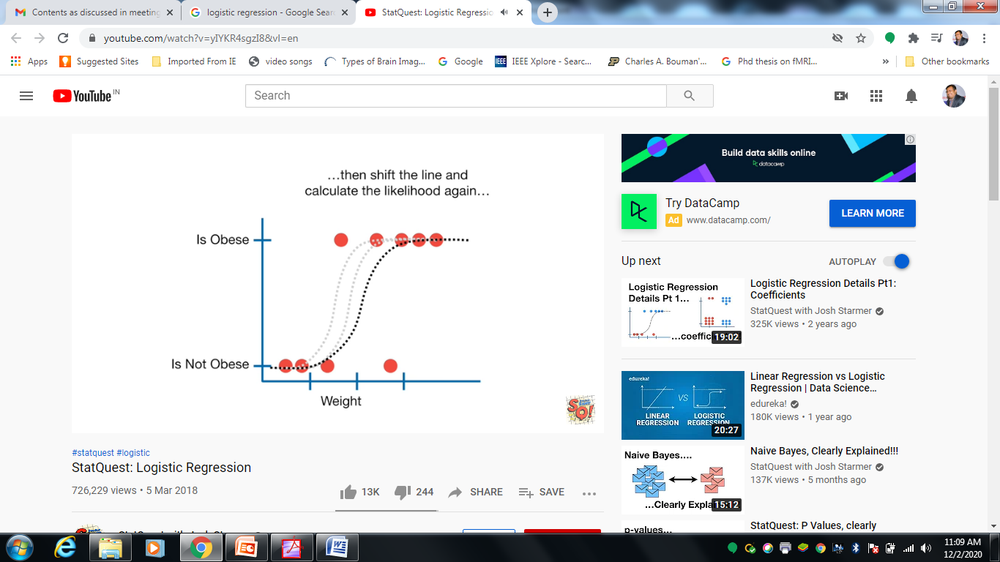 Contents as discussed in meeting
logistic regression - Google Sear
StatQuest: Logistic Regressio
youtube.com/watch?v=yIYKR4sgzI8&vl=en
Apps
Suggested Sites
Imported From IE
video songs
Types of Brain Imag...
Google
IEEE
IEEE Xplore - Searc...
Charles A. Bouman'...
Phd thesis on fMRI...
»
Other bookmarks
YouTube IN
Search
…then shift the line and
calculate the likelihood again…
Is Obese
Is Not Obese
Weight
SQ!
#statquest #logistic
StatQuest: Logistic Regression
726,229 views • 5 Mar 2018
13K
244
SHARE
SAVE
Build data skills online
datacamp
Try DataCamp
Ad www.datacamp.com/
LEARN MORE
Up next
AUTOPLAY
Logistic Regression
Details Pt 1…
…coeffici
19:02
Logistic Regression Details Pt1:
Coefficients
StatQuest with Josh Starmer
325K views • 2 years ago
edureka!
VS
LINEAR
REGRESSION
LOGISTIC
REGRESSION
20:27
Linear Regression vs Logistic
Regression | Data Science...
edureka!
180K views • 1 year ago
Naive Bayes….
…Clearly Explai
15:12
Naive Bayes, Clearly Explained!!!
StatQuest with Josh Starmer
137K views • 5 months ago
p-values…
StatQuest: P Values, clearly
11:09 AM
12/2/2020